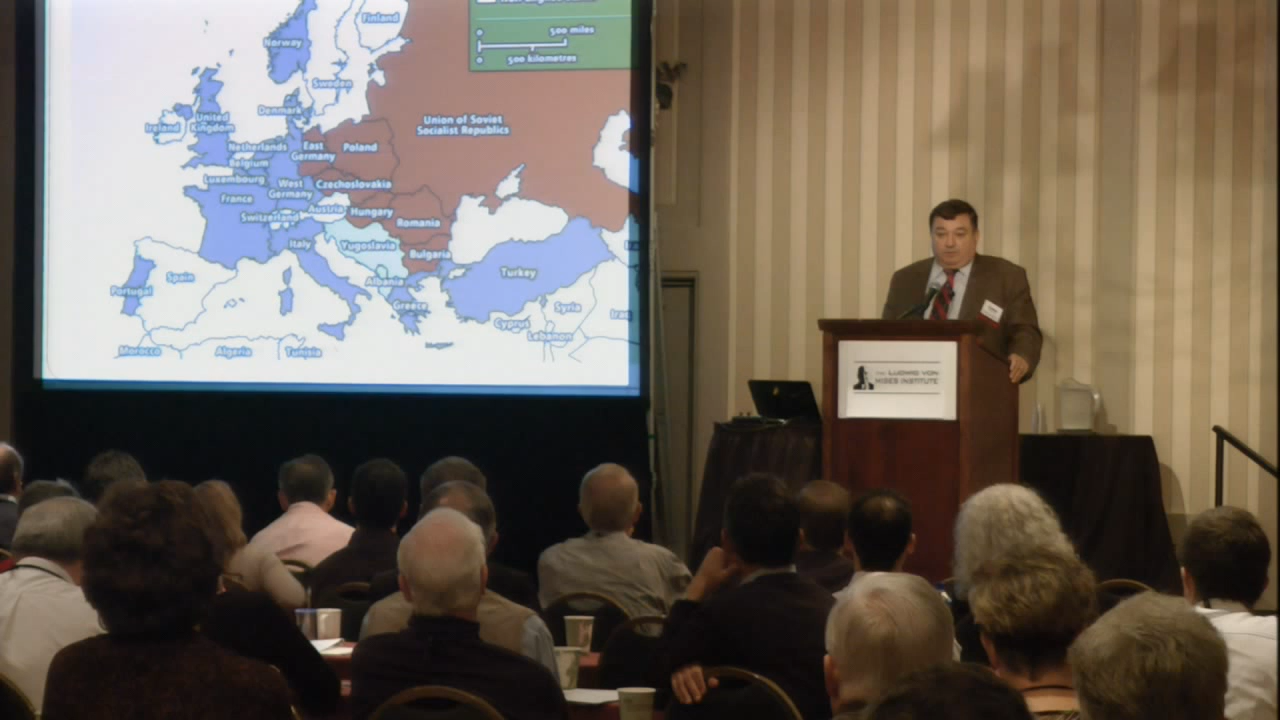 Finland
500 miles
Norway
500 kilometres
Sweden
Denmark
United
Kingdom
Ireland
Union of Soviet
Socialist Republics
Netherlands
East
Germany
Poland
Belgium
Luxembourg
West
Germany
Czechoslovakia
France
Austria
Hungary
Switzerland
Romania
Italy
Yugoslavia
Bulgaria
Spain
Turkey
Albania
Portugal
Greece
Syria
Iraq
Cyprus
Lebanon
Morocco
Algeria
Tunisia
THE LUDWIG VON
MISES INSTITUTE